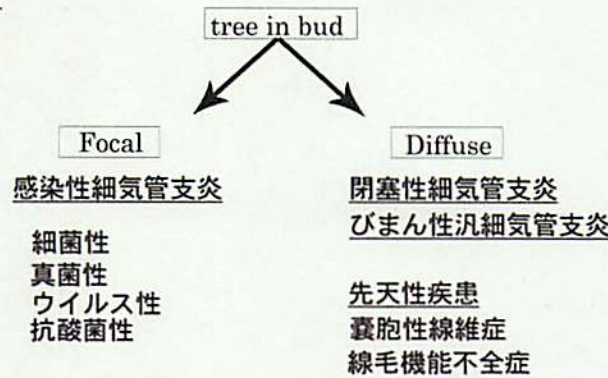 tree in bud
Focal
感染性細気管支炎
細菌性
真菌性
ウイルス性
抗酸菌性
Diffuse
閉塞性細気管支炎
びまん性汎細気管支炎
先天性疾患
嚢胞性線維症
線毛機能不全症